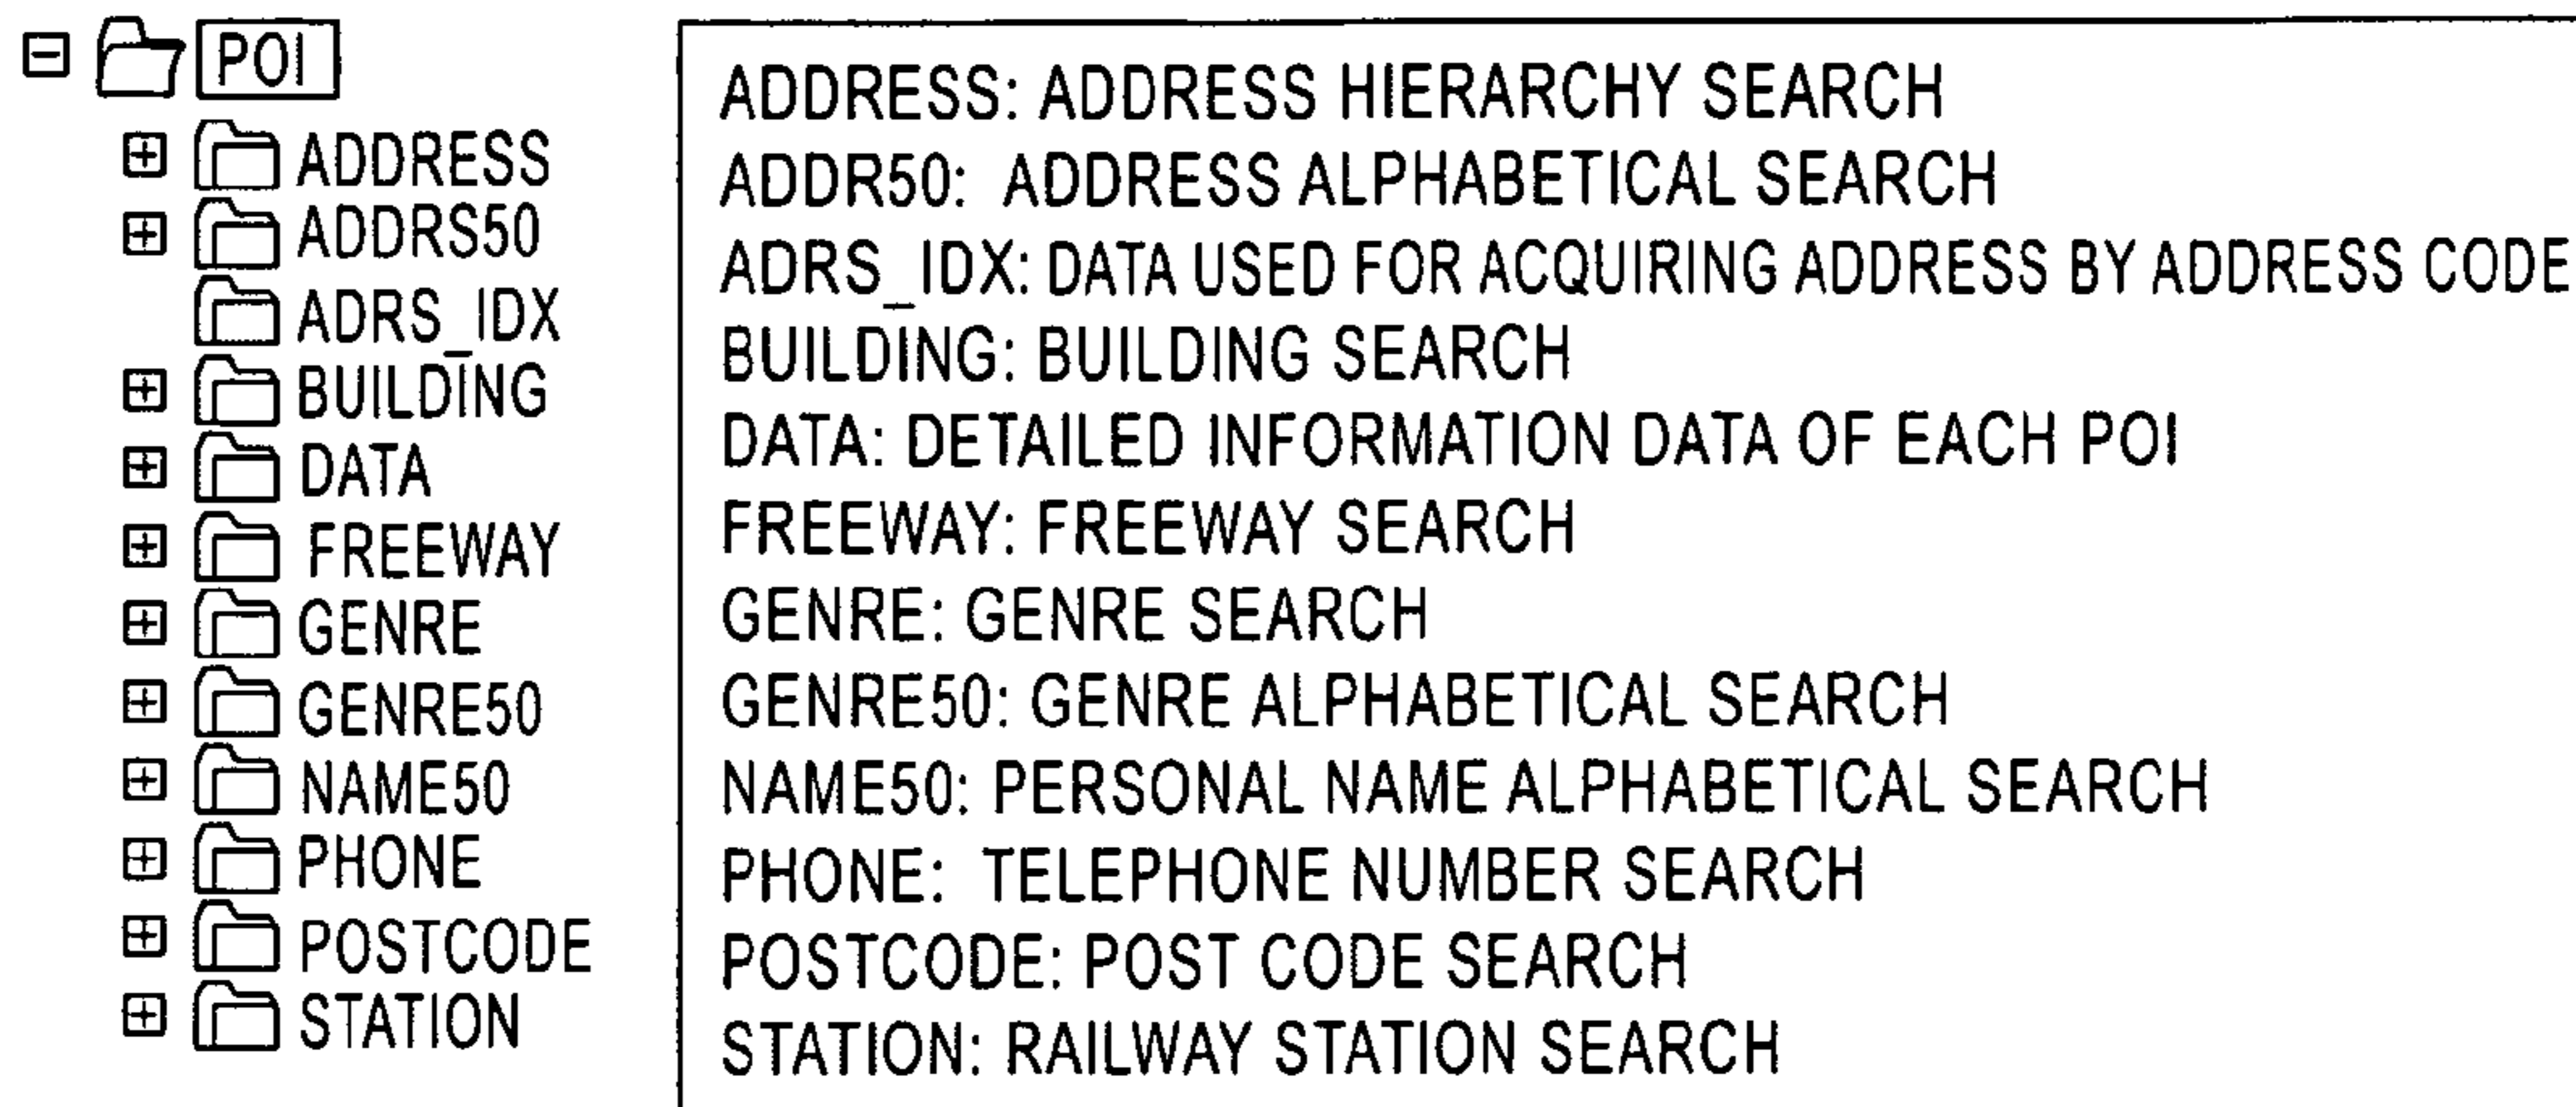 POI
ADDRESS
ADDRS50
ADRS_IDX
BUILDING
DATA
FREEWAY
GENRE
GENRE50
NAME50
PHONE
POSTCODE
STATION
ADDRESS: ADDRESS HIERARCHY SEARCH
ADDR50: ADDRESS ALPHABETICAL SEARCH
ADRS_IDX: DATA USED FOR ACQUIRING ADDRESS BY ADDRESS CODE
BUILDING: BUILDING SEARCH
DATA: DETAILED INFORMATION DATA OF EACH POI
FREEWAY: FREEWAY SEARCH
GENRE: GENRE SEARCH
GENRE50: GENRE ALPHABETICAL SEARCH
NAME50: PERSONAL NAME ALPHABETICAL SEARCH
PHONE: TELEPHONE NUMBER SEARCH
POSTCODE: POST CODE SEARCH
STATION: RAILWAY STATION SEARCH